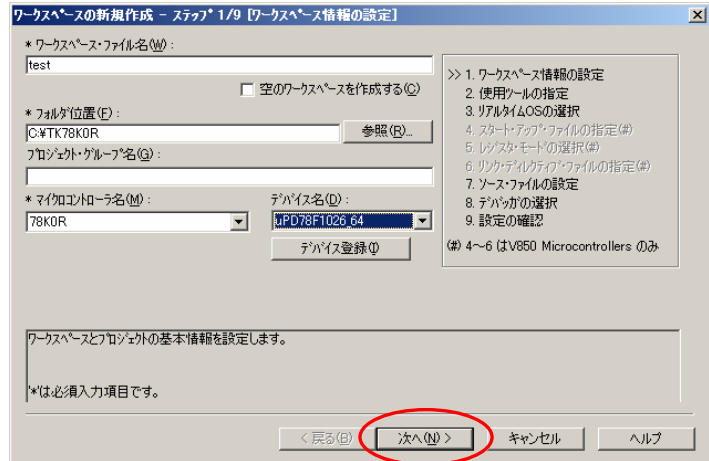 ワークスペースの新規作成 - ステップ 1/9 [ワークスペース情報の設定]
* ワークスペース・ファイル名(W) :
test
空のワークスペースを作成する(C)
* フォルダ位置(F) :
C:¥TK78K0R
参照(R)...
プロジェクト・グループ名(G) :
* マイクロコントローラ名(M) :
デバイス名(D) :
78K0R
uPD78F1026_64
デバイス登録(I)
>> 1. ワークスペース情報の設定
2. 使用ツールの指定
3. リアルタイムOSの選択
4. スタート・アップ・ファイルの指定(#)
5. レジスタ・モードの選択(#)
6. リンク・ディレクティブ・ファイルの指定(#)
7. ソース・ファイルの設定
8. デバッガの選択
9. 設定の確認
(#) 4~6 はV850 Microcontrollers のみ
ワークスペースとプロジェクトの基本情報を設定します。
'*'は必須入力項目です。
< 戻る(B)
次へ(N) >
キャンセル
ヘルプ